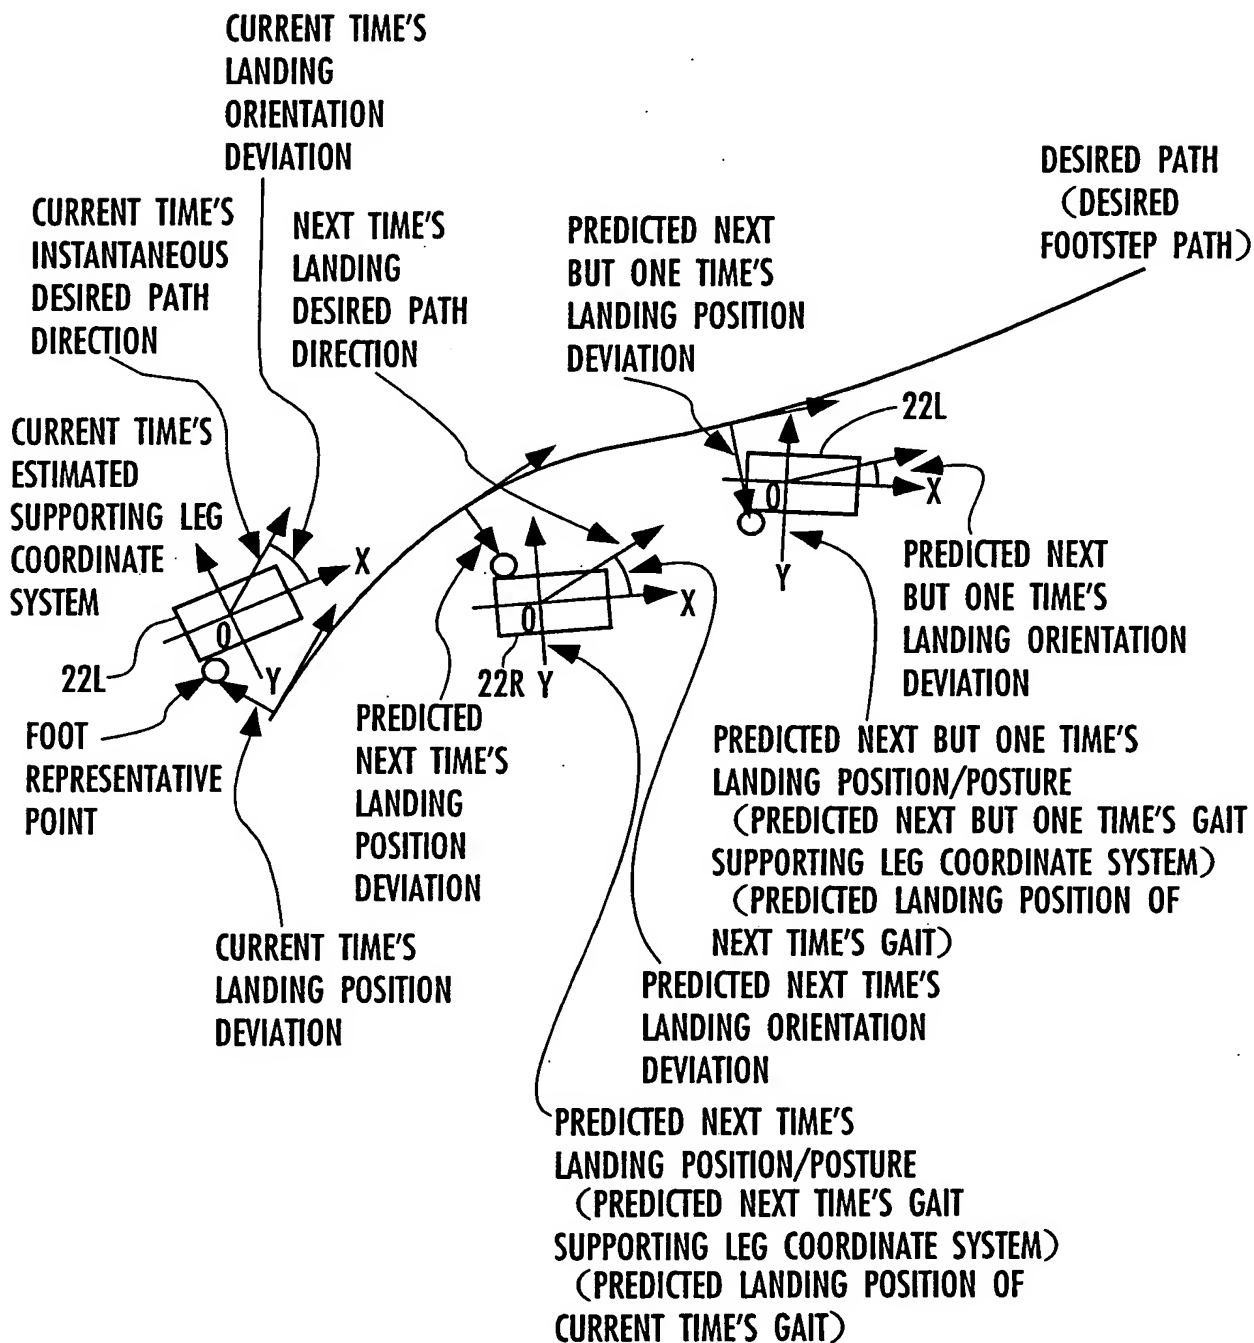 CURRENT TIME'S
LANDING
ORIENTATION
DEVIATION
DESIRED PATH
(DESIRED
FOOTSTEP PATH)
CURRENT TIME'S
INSTANTANEOUS
DESIRED PATH
DIRECTION
NEXT TIME'S
LANDING
DESIRED PATH
DIRECTION
PREDICTED NEXT
BUT ONE TIME'S
LANDING POSITION
DEVIATION
22L
CURRENT TIME'S
ESTIMATED
SUPPORTING LEG
COORDINATE
SYSTEM
X
0
Y
22L
FOOT
REPRESENTATIVE
POINT
X
0
22R Y
X
0
Y
PREDICTED NEXT
BUT ONE TIME'S
LANDING ORIENTATION
DEVIATION
PREDICTED
NEXT TIME'S
LANDING
POSITION
DEVIATION
PREDICTED NEXT BUT ONE TIME'S
LANDING POSITION/POSTURE
(PREDICTED NEXT BUT ONE TIME'S GAIT
SUPPORTING LEG COORDINATE SYSTEM)
(PREDICTED LANDING POSITION OF
NEXT TIME'S GAIT)
CURRENT TIME'S
LANDING POSITION
DEVIATION
PREDICTED NEXT TIME'S
LANDING ORIENTATION
DEVIATION
PREDICTED NEXT TIME'S
LANDING POSITION/POSTURE
(PREDICTED NEXT TIME'S GAIT
SUPPORTING LEG COORDINATE SYSTEM)
(PREDICTED LANDING POSITION OF
CURRENT TIME'S GAIT)